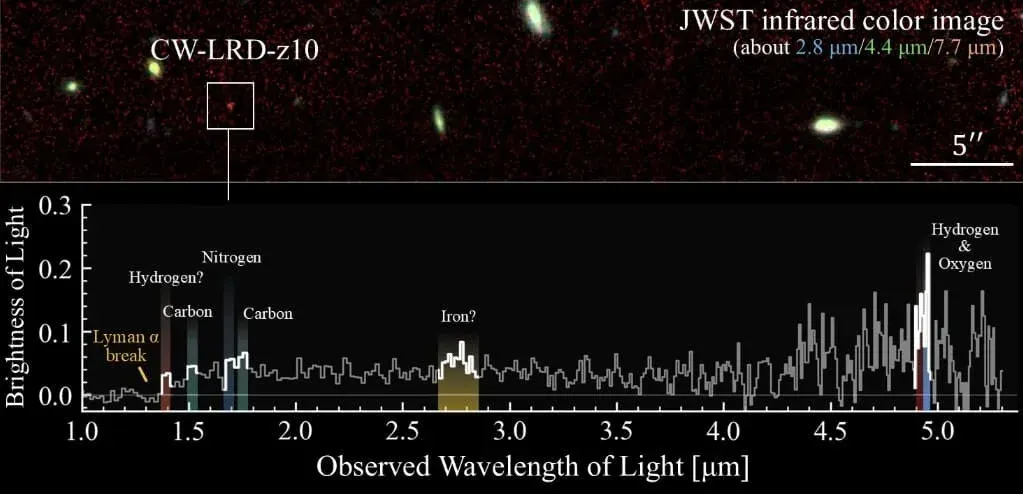 JWST infrared color image
(about 2.8 μm/4.4 μm/7.7 μm)
CW-LRD-z10
5″
Brightness of Light
0.3
0.2
0.1
0.0
Hydrogen?
Carbon
Nitrogen
Carbon
Lyman α
break
Iron?
Hydrogen
&
Oxygen
1.0 1.5 2.0 2.5 3.0 3.5 4.0 4.5 5.0
Observed Wavelength of Light [μm]